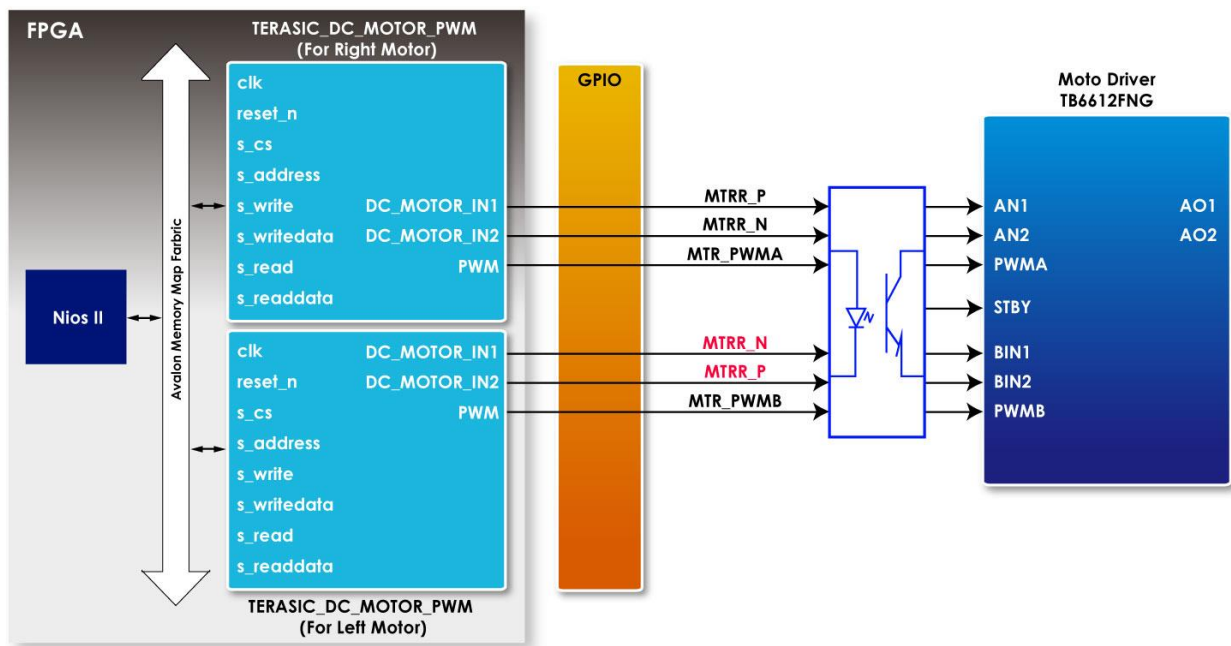 FPGA
TERASIC_DC_MOTOR_PWM
(For Right Motor)
clk
reset_n
s_cs
s_address
s_write
s_writedata
s_read
s_readdata
DC_MOTOR_IN1
DC_MOTOR_IN2
PWM
Avalon Memory Map Farbric
Nios II
clk
reset_n
s_cs
s_address
s_write
s_writedata
s_read
s_readdata
DC_MOTOR_IN1
DC_MOTOR_IN2
PWM
TERASIC_DC_MOTOR_PWM
(For Left Motor)
GPIO
MTRR_P
MTRR_N
MTR_PWMA
MTRR_N
MTRR_P
MTR_PWMB
Moto Driver
TB6612FNG
AN1
AN2
PWMA
STBY
BIN1
BIN2
PWMB
AO1
AO2